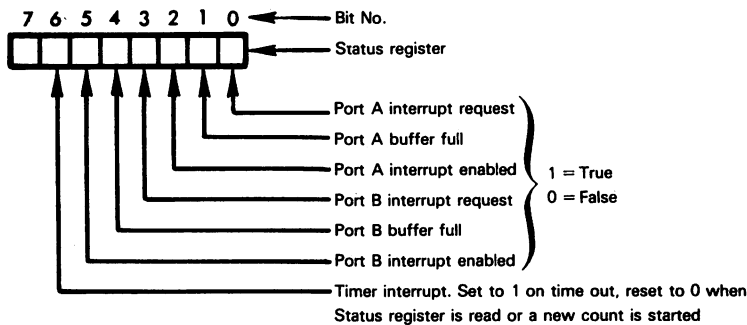 7 6 5 4 3 2 1 0 Bit No.
Status register
Port A interrupt request
Port A buffer full
Port A interrupt enabled
1 = True
Port B interrupt request
0 = False
Port B buffer full
Port B interrupt enabled
Timer interrupt. Set to 1 on time out, reset to 0 when
Status register is read or a new count is started